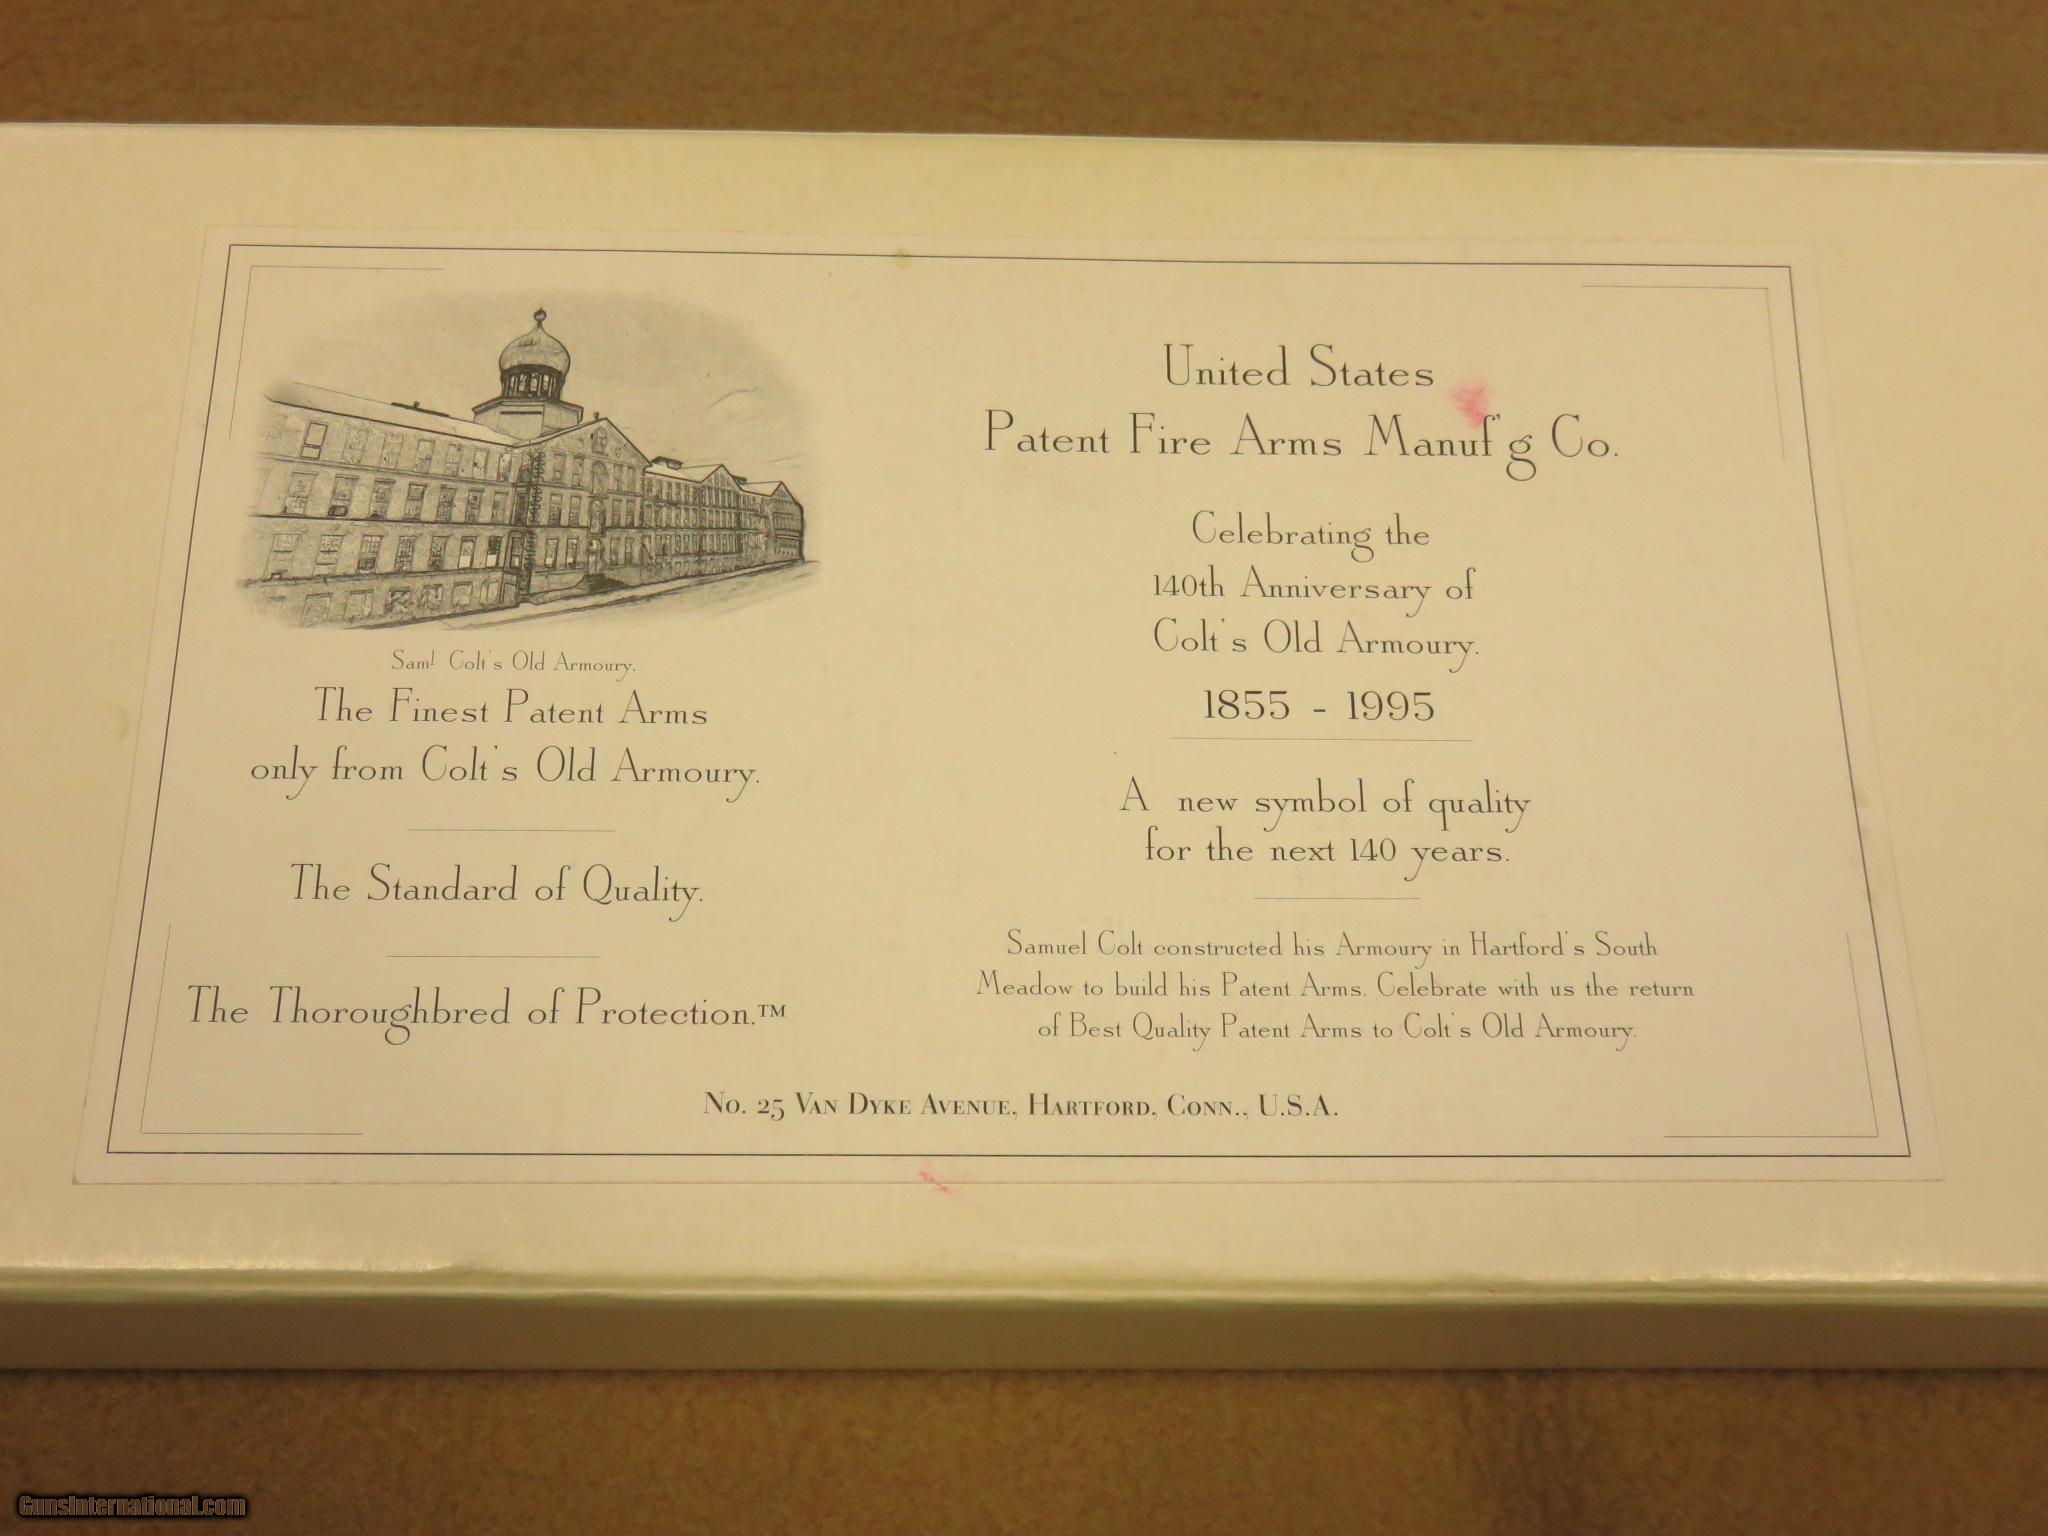 Sam! Colt's Old Armoury.
The Finest Patent Arms
only from Colt's Old Armoury.
The Standard of Quality.
The Thoroughbred of Protection.™
United States
Patent Fire Arms Manuf'g Co.
Celebrating the
140th Anniversary of
Colt's Old Armoury.
1855 - 1995
A new symbol of quality
for the next 140 years.
Samuel Colt constructed his Armoury in Hartford's South
Meadow to build his Patent Arms. Celebrate with us the return
of Best Quality Patent Arms to Colt's Old Armoury.
No. 25 Van Dyke Avenue, Hartford, Conn., U.S.A.
GunsInternational.com